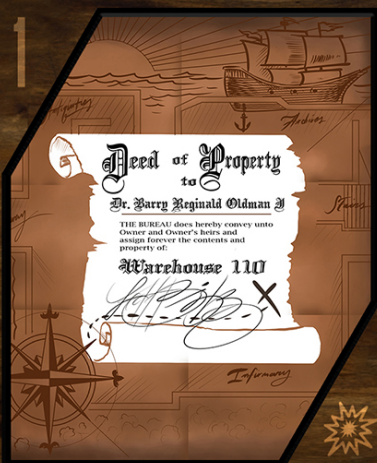 1
Archives
Deed of Property
to
Dr. Barry Reginald Oldman I
THE BUREAU does hereby convey unto
Owner and Owner's heirs and
assign forever the contents and
property of:
Warehouse 110
X
Infirmary